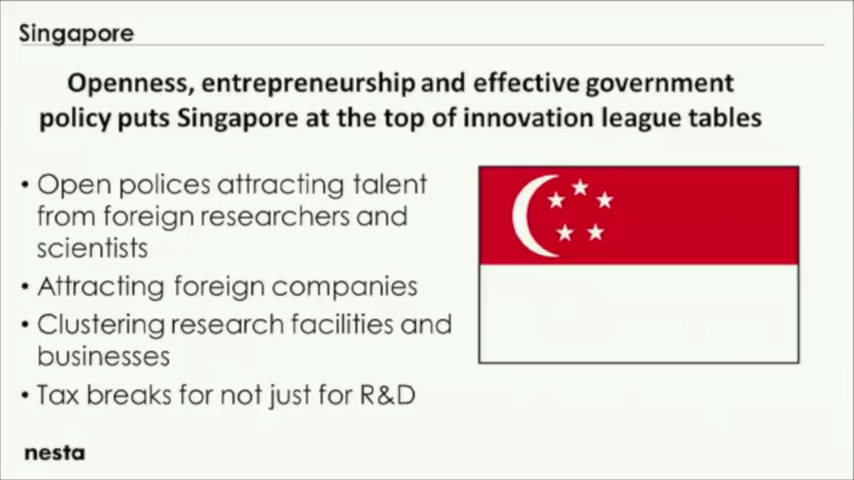 Singapore
Openness, entrepreneurship and effective government
policy puts Singapore at the top of innovation league tables
• Open polices attracting talent
from foreign researchers and
scientists
• Attracting foreign companies
• Clustering research facilities and
businesses
• Tax breaks for not just for R&D
nesta